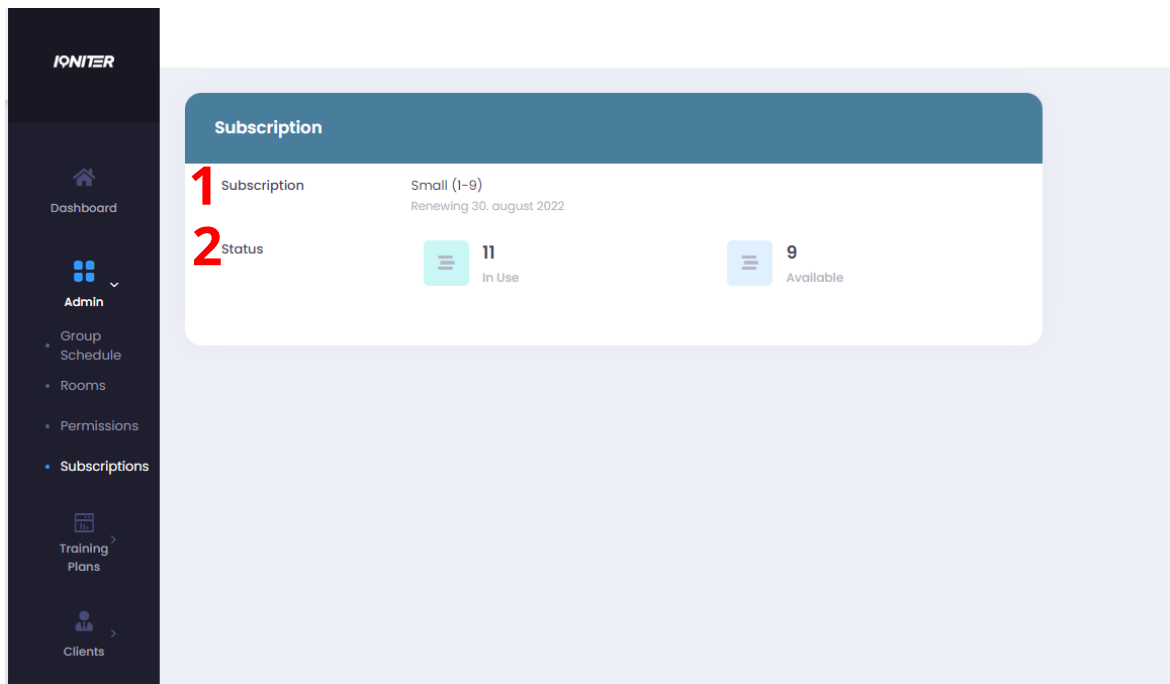 IQNITER
Dashboard
Admin
Group
Schedule
Rooms
Permissions
Subscriptions
Training
Plans
Clients
Subscription
1 Subscription Small (1-9)
Renewing 30. august 2022
2 Status 11 9
In Use Available